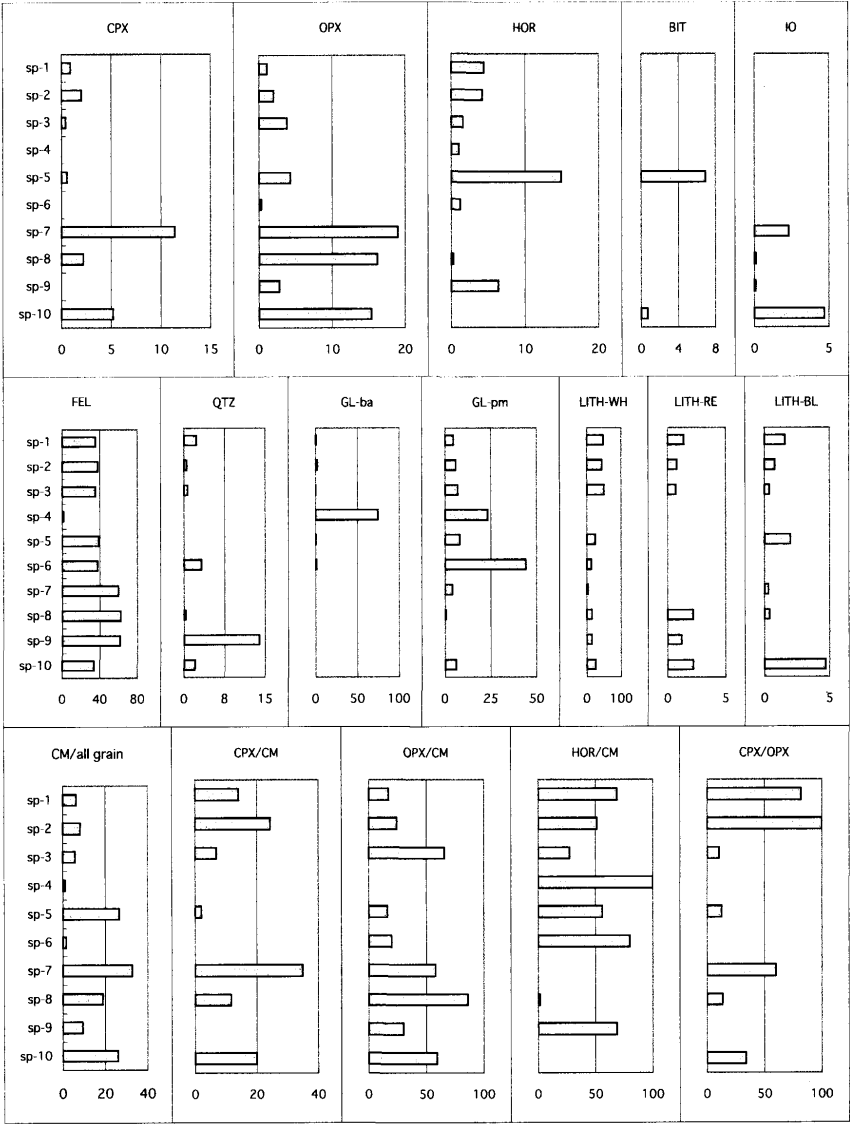 CPX OPX HOR BIT IO
sp-1
sp-2
sp-3
sp-4
sp-5
sp-6
sp-7
sp-8
sp-9
sp-10
0 5 10 15 0 10 20 0 10 20 0 4 8 0 5
FEL QTZ GL-ba GL-pm LITH-WH LITH-RE LITH-BL
sp-1
sp-2
sp-3
sp-4
sp-5
sp-6
sp-7
sp-8
sp-9
sp-10
0 40 80 0 8 15 0 50 100 0 25 50 0 100 0 5 0 5
CM/all grain CPX/CM OPX/CM HOR/CM CPX/OPX
sp-1
sp-2
sp-3
sp-4
sp-5
sp-6
sp-7
sp-8
sp-9
sp-10
0 20 40 0 20 40 0 50 100 0 50 100 0 50 100